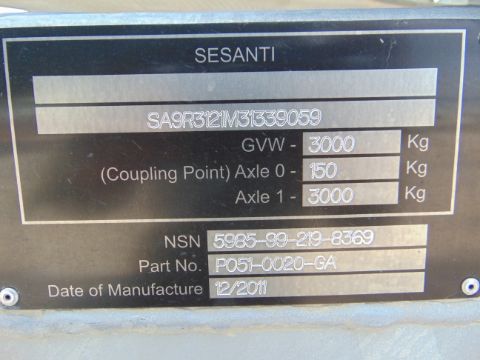 SESANTI
SA9R3121M31339059
GVW - 3000 Kg
(Coupling Point) Axle 0 - 150 Kg
Axle 1 - 3000 Kg
NSN 5985-99-219-8369
Part No. P051-0020-GA
Date of Manufacture 12/2011